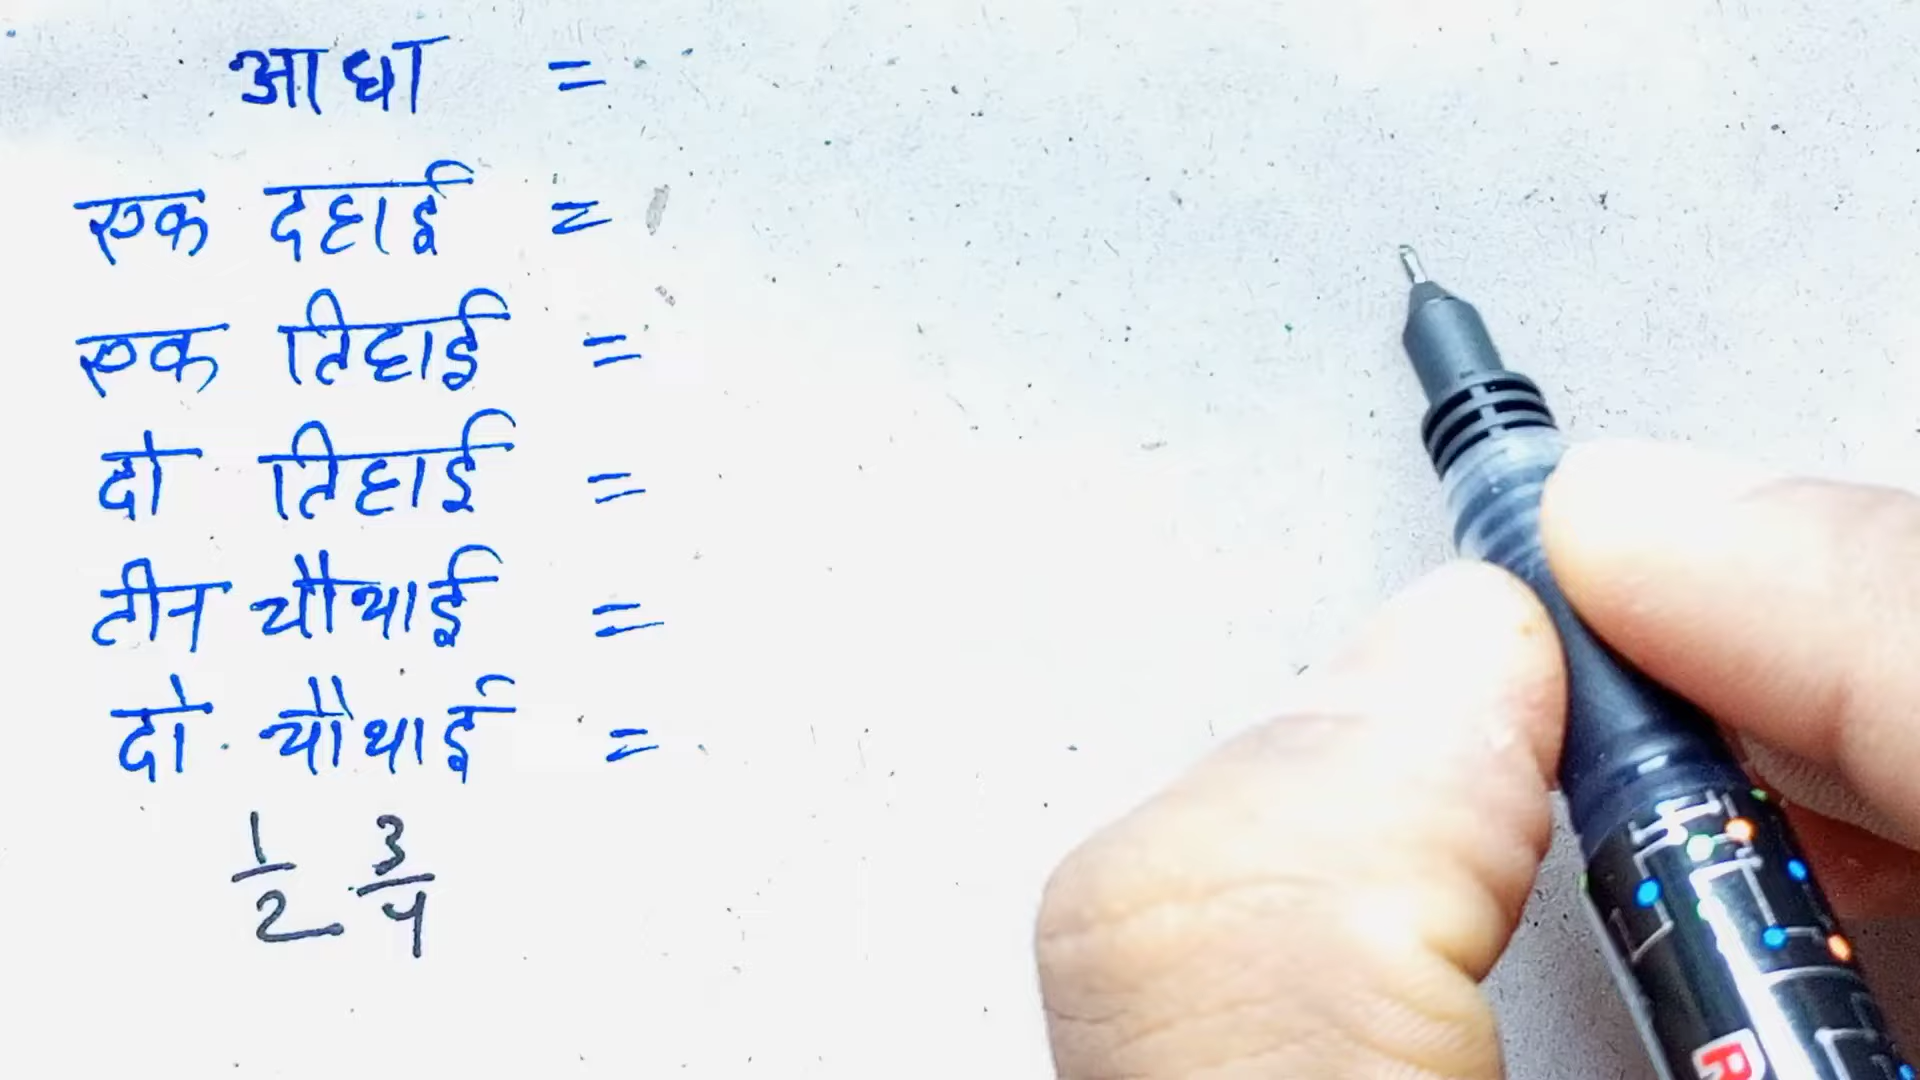 आधा =
एक दहाई =
एक तिहाई =
दो तिहाई =
तीन चौथाई =
दो चौथाई =
1/2 3/4
R